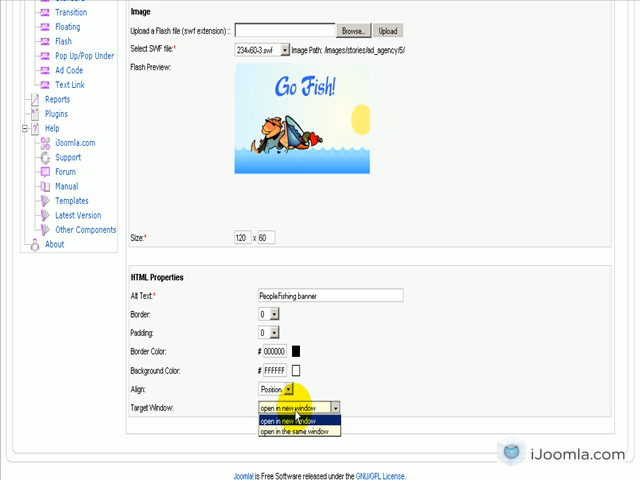 Transition
Floating
Flash
Pop Up/Pop Under
Ad Code
Text Link
Reports
Plugins
Help
iJoomla.com
Support
Forum
Manual
Templates
Latest Version
Other Components
About
Image
Upload a Flash file (swf extension) :: Browse... Upload
Select SWF file:* 234x60-3.swf Image Path: /images/stories/ad_agency/5/
Flash Preview:
Go Fish!
Size:* 120 x 60
HTML Properties
Alt Text:* PeopleFishing banner
Border: 0
Padding: 0
Border Color: # 000000
Background Color: # FFFFFF
Align: Position
Target Window: open in new window
open in new window
open in the same window
iJoomla.com
Joomla! is Free Software released under the GNU/GPL License.